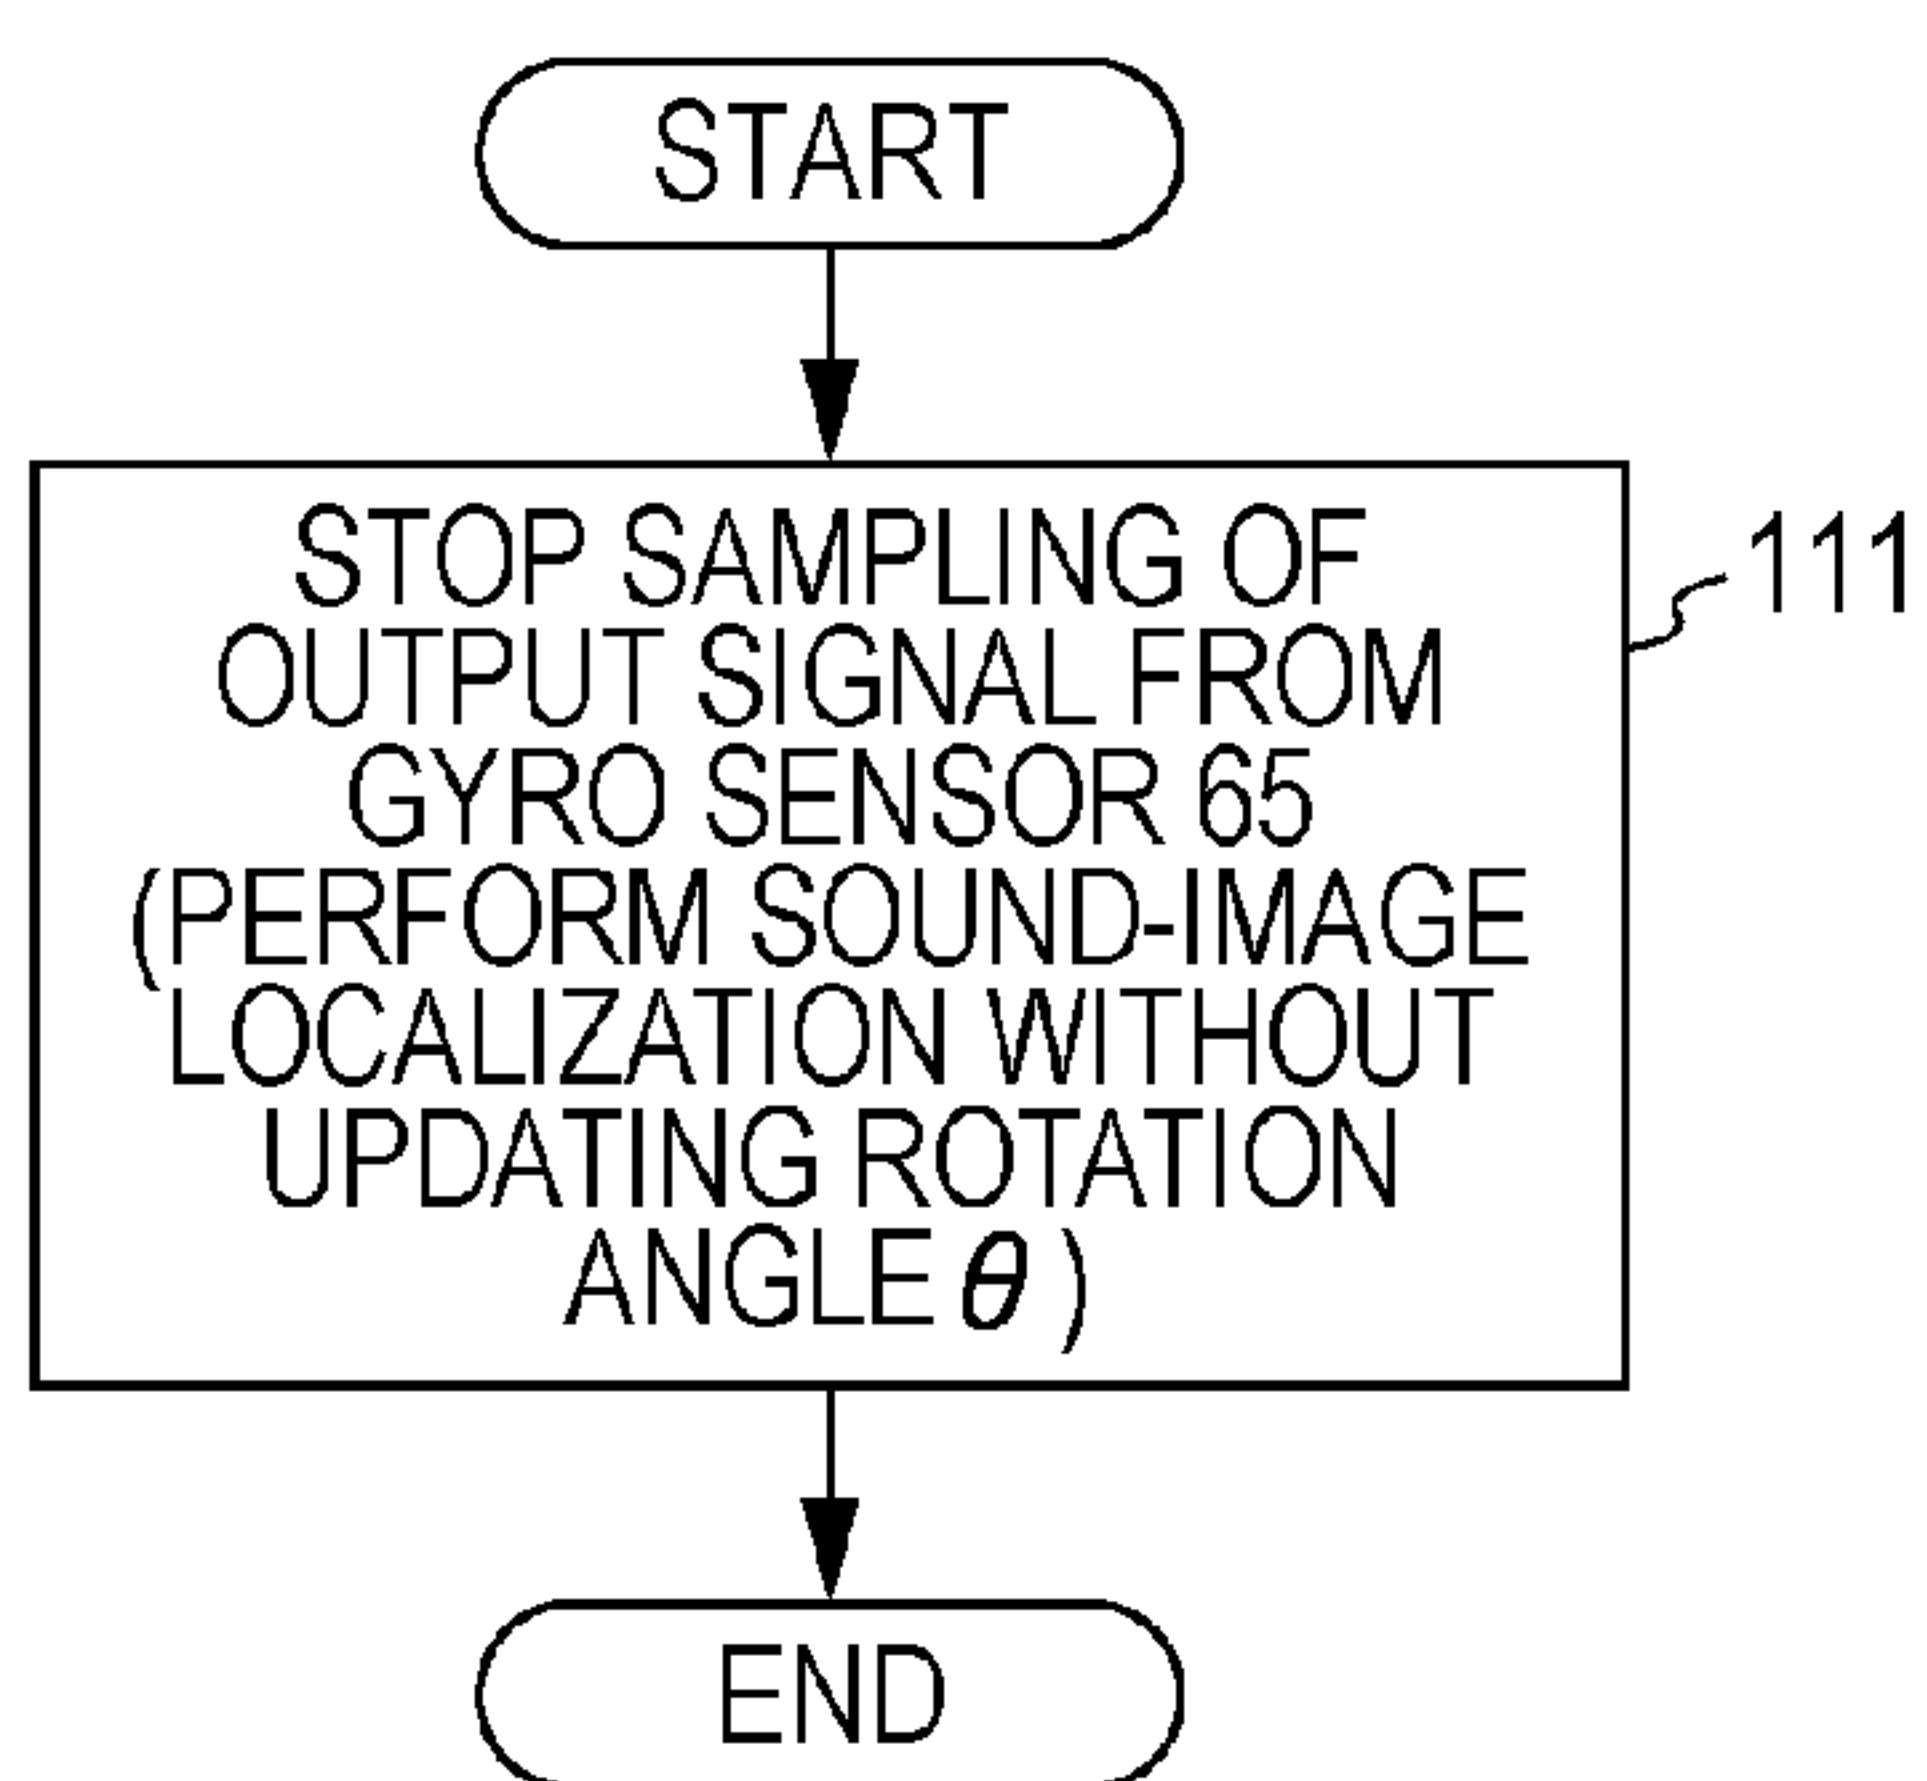 START
STOP SAMPLING OF
OUTPUT SIGNAL FROM
GYRO SENSOR 65
(PERFORM SOUND-IMAGE
LOCALIZATION WITHOUT
UPDATING ROTATION
ANGLE θ)
111
END